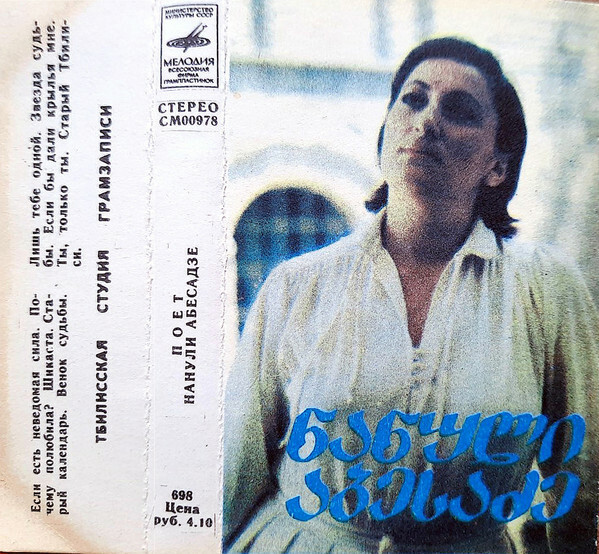 Если есть неведомая сила. По-
чему полюбила? Шикаста. Ста-
рый календарь. Венок судьбы.
Лишь тебе одной. Звезда судь-
бы. Если бы дали крылья мне.
Ты, только ты. Старый Тбили-
си.
ТБИЛИССКАЯ СТУДИЯ ГРАМЗАПИСИ
МИНИСТЕРСТВО
КУЛЬТУРЫ СССР
МЕЛОДИЯ
ВСЕСОЮЗНАЯ
ФИРМА
ГРАМПЛАСТИНОК
СТЕРЕО
СМ00978
ПОЕТ
НАНУЛИ АБЕСАДЗЕ
698
Цена
руб. 4.10
ნანული
აბესაძე